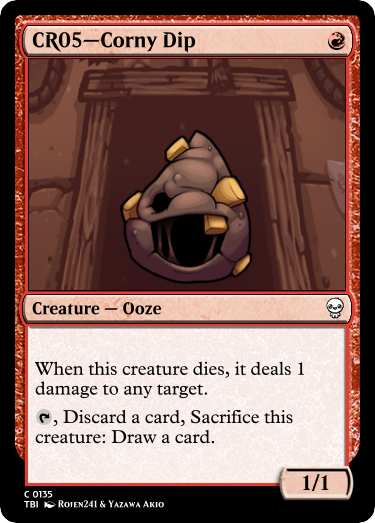 CR05—Corny Dip
Creature — Ooze
When this creature dies, it deals 1
damage to any target.
, Discard a card, Sacrifice this
creature: Draw a card.
1/1
C 0135
TBI Roten241 & Yazawa Akio